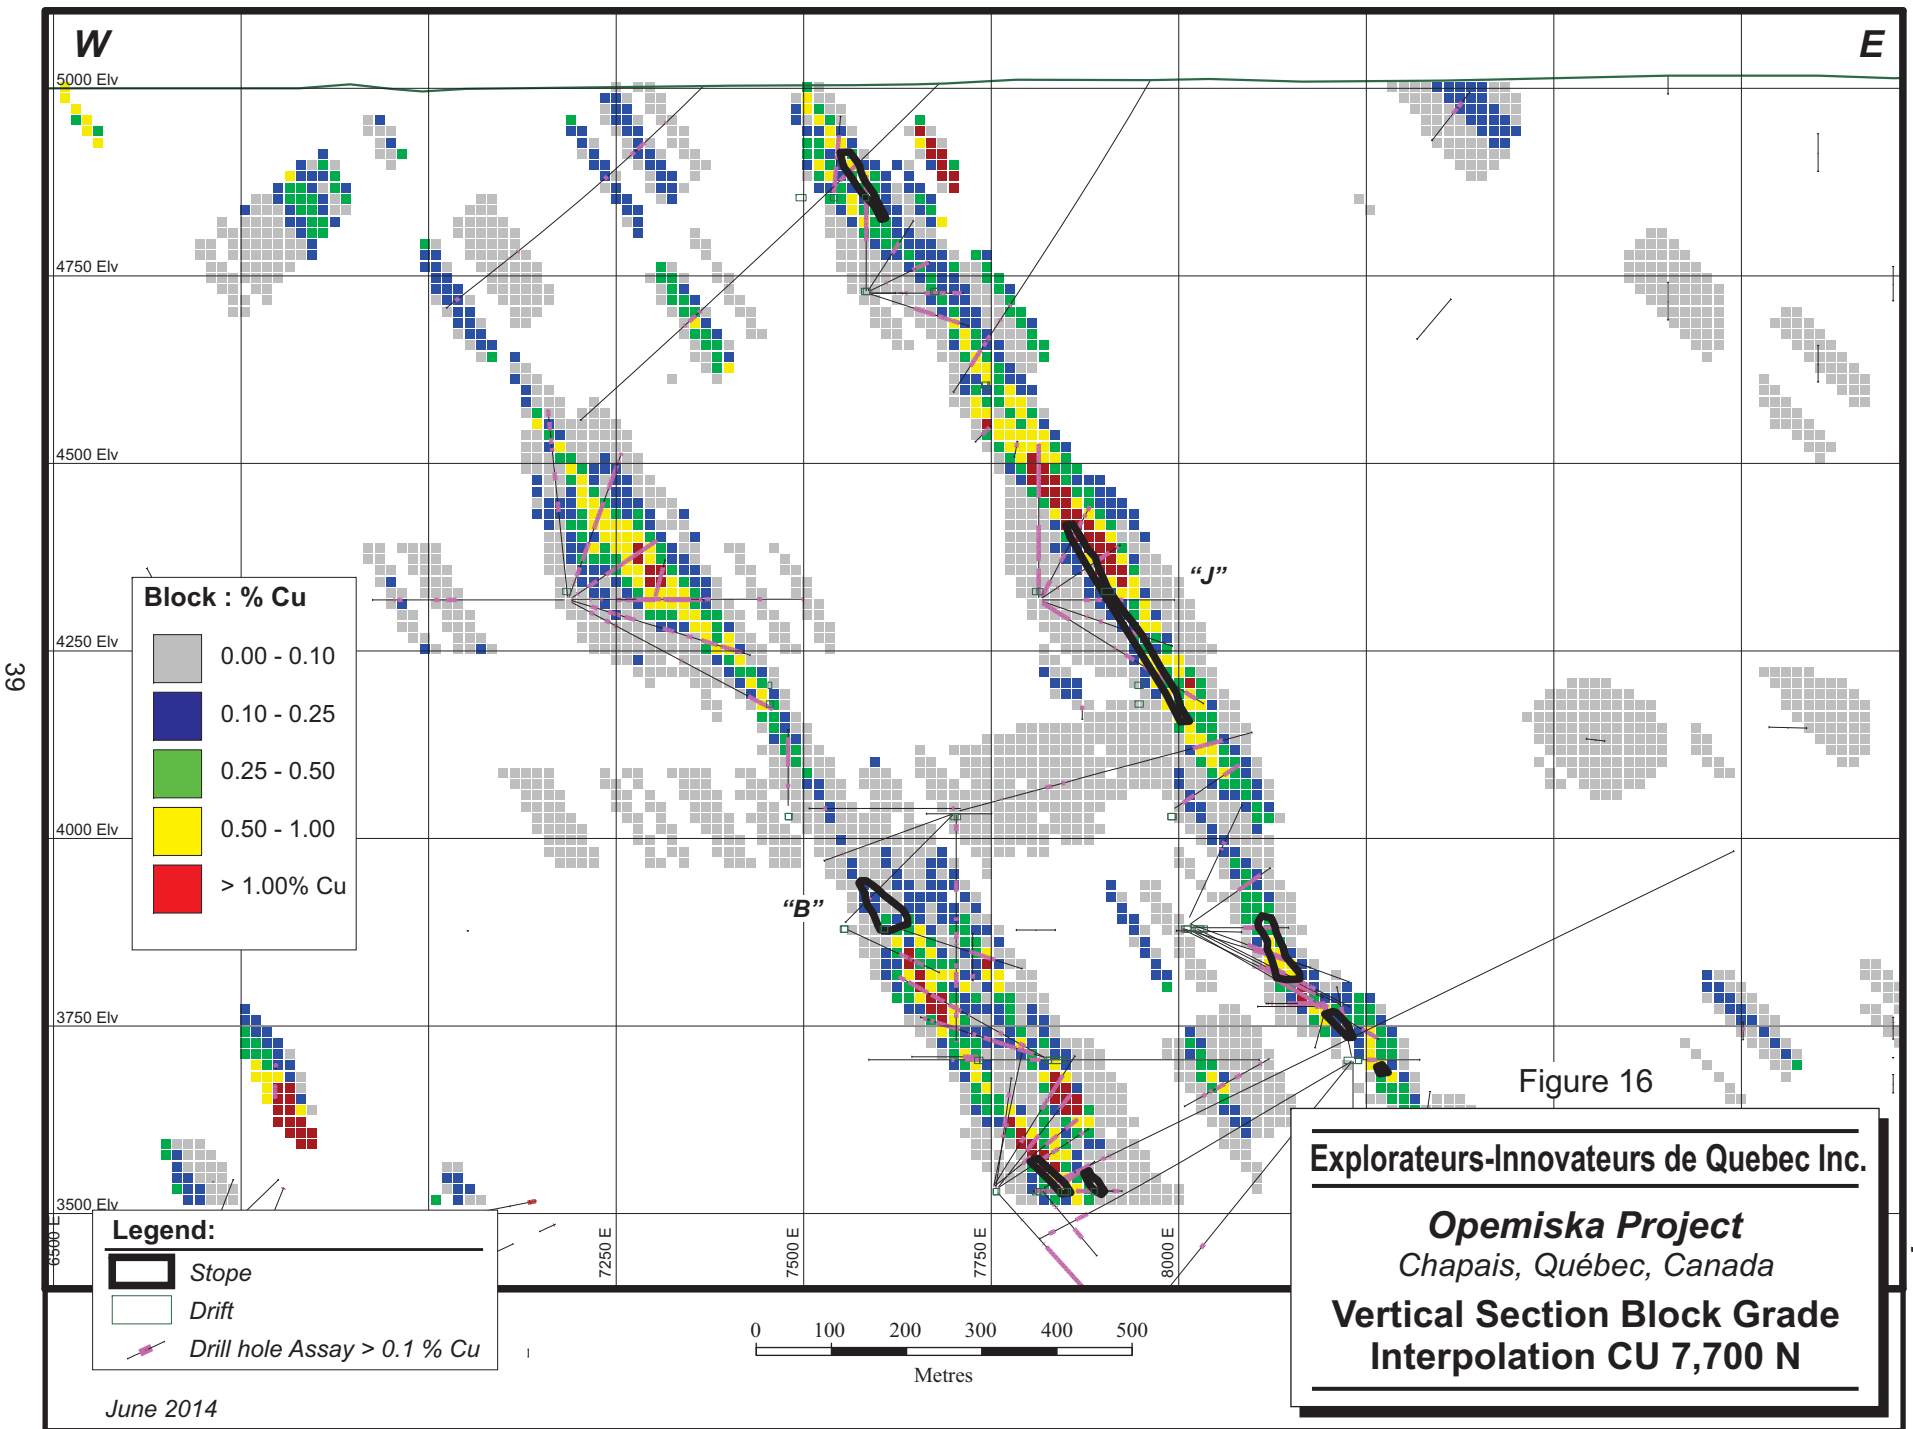 W
E
5000 Elv
4750 Elv
4500 Elv
"J"
Block : % Cu
0.00 - 0.10
0.10 - 0.25
0.25 - 0.50
0.50 - 1.00
> 1.00% Cu
4250 Elv
39
4000 Elv
"B"
3750 Elv
3500 Elv
6500 E
7250 E
7500 E
7750 E
8000 E
Figure 16
Explorateurs-Innovateurs de Quebec Inc.
Opemiska Project
Chapais, Québec, Canada
Vertical Section Block Grade
Interpolation CU 7,700 N
Legend:
Stope
Drift
Drill hole Assay > 0.1 % Cu
0 100 200 300 400 500
Metres
June 2014